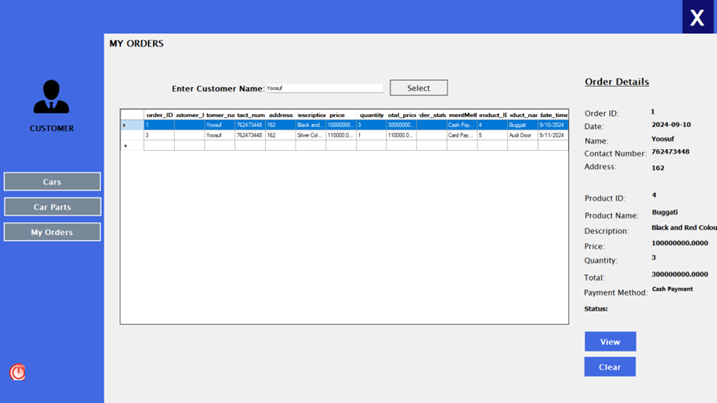 X
MY ORDERS
Enter Customer Name: Yoosuf
Select
Order Details
CUSTOMER
Cars
Car Parts
My Orders
order_ID stomer_I tomer_na tact_num address escriptio price quantity otal_price der_statu mentMeth roduct_ID duct_nan date_time
1 Yoosuf 762473448 162 Black and... 10000000... 3 30000000... Cash Pay... 4 Buggati 9/10/2024
3 Yoosuf 762473448 162 Silver Col... 110000.0... 1 110000.0... Card Pay... 5 Audi Door 9/11/2024
Order ID: 1
Date: 2024-09-10
Name: Yoosuf
Contact Number: 762473448
Address: 162
Product ID: 4
Product Name: Buggati
Description: Black and Red Colou
Price: 100000000.0000
Quantity: 3
Total: 300000000.0000
Payment Method: Cash Payment
Status:
View
Clear